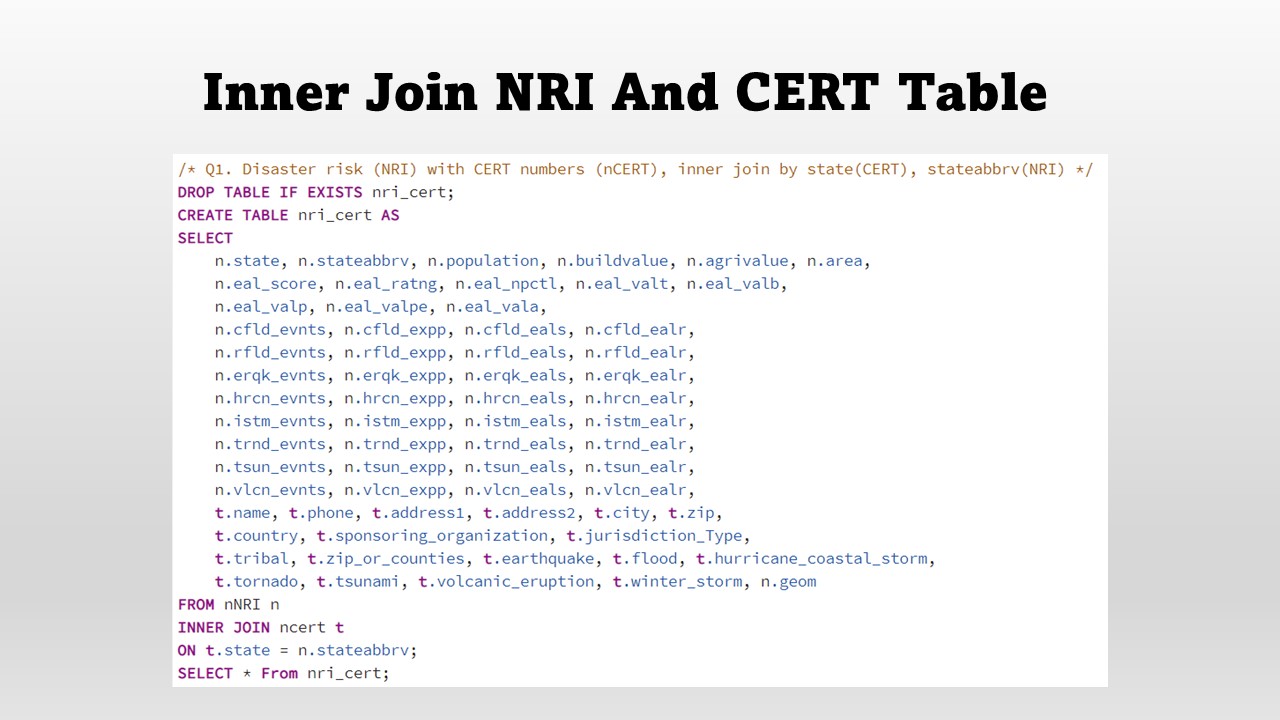 Inner Join NRI And CERT Table
/* Q1. Disaster risk (NRI) with CERT numbers (nCERT), inner join by state(CERT), stateabbrv(NRI) */
DROP TABLE IF EXISTS nri_cert;
CREATE TABLE nri_cert AS
SELECT
n.state, n.stateabbrv, n.population, n.buildvalue, n.agrivalue, n.area,
n.eal_score, n.eal_ratng, n.eal_npctl, n.eal_valt, n.eal_valb,
n.eal_valp, n.eal_valpe, n.eal_vala,
n.cfld_evnts, n.cfld_expp, n.cfld_eals, n.cfld_ealr,
n.rfld_evnts, n.rfld_expp, n.rfld_eals, n.rfld_ealr,
n.erqk_evnts, n.erqk_expp, n.erqk_eals, n.erqk_ealr,
n.hrcn_evnts, n.hrcn_expp, n.hrcn_eals, n.hrcn_ealr,
n.istm_evnts, n.istm_expp, n.istm_eals, n.istm_ealr,
n.trnd_evnts, n.trnd_expp, n.trnd_eals, n.trnd_ealr,
n.tsun_evnts, n.tsun_expp, n.tsun_eals, n.tsun_ealr,
n.vlcn_evnts, n.vlcn_expp, n.vlcn_eals, n.vlcn_ealr,
t.name, t.phone, t.address1, t.address2, t.city, t.zip,
t.country, t.sponsoring_organization, t.jurisdiction_Type,
t.tribal, t.zip_or_counties, t.earthquake, t.flood, t.hurricane_coastal_storm,
t.tornado, t.tsunami, t.volcanic_eruption, t.winter_storm, n.geom
FROM nNRI n
INNER JOIN ncert t
ON t.state = n.stateabbrv;
SELECT * From nri_cert;